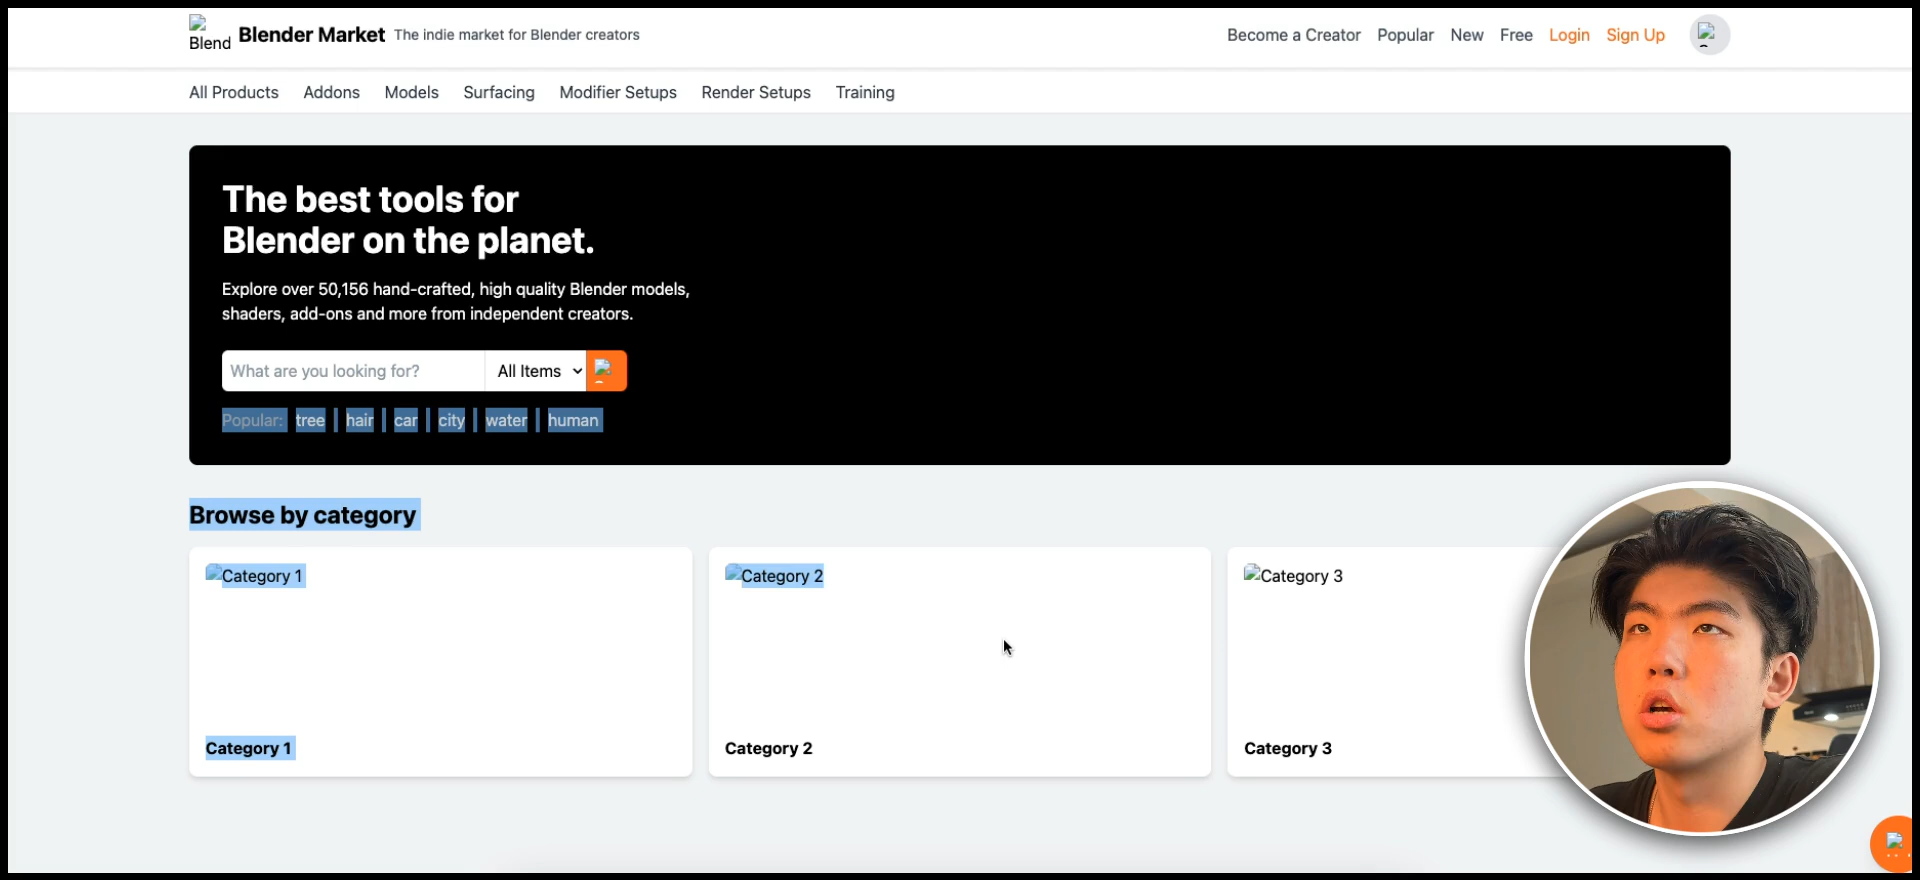 Blend
Blender Market
The indie market for Blender creators
Become a Creator
Popular
New
Free
Login
Sign Up
All Products
Addons
Models
Surfacing
Modifier Setups
Render Setups
Training
The best tools for
Blender on the planet.
Explore over 50,156 hand-crafted, high quality Blender models,
shaders, add-ons and more from independent creators.
What are you looking for?
All Items
Popular: tree | hair | car | city | water | human
Browse by category
Category 1
Category 2
Category 3
Category 1
Category 2
Category 3